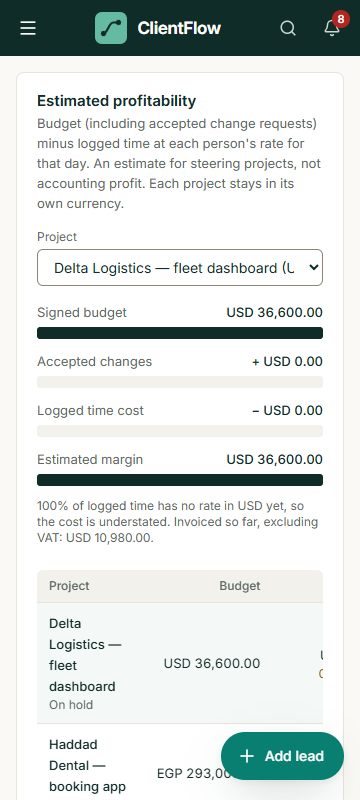 ClientFlow
8
Estimated profitability
Budget (including accepted change requests)
minus logged time at each person's rate for
that day. An estimate for steering projects, not
accounting profit. Each project stays in its
own currency.
Project
Delta Logistics — fleet dashboard (U
Signed budget USD 36,600.00
Accepted changes + USD 0.00
Logged time cost − USD 0.00
Estimated margin USD 36,600.00
100% of logged time has no rate in USD yet, so
the cost is understated. Invoiced so far, excluding
VAT: USD 10,980.00.
Project Budget
Delta
Logistics —
fleet
dashboard
USD 36,600.00
On hold
Haddad
Dental —
booking app
EGP 293,00
Add lead